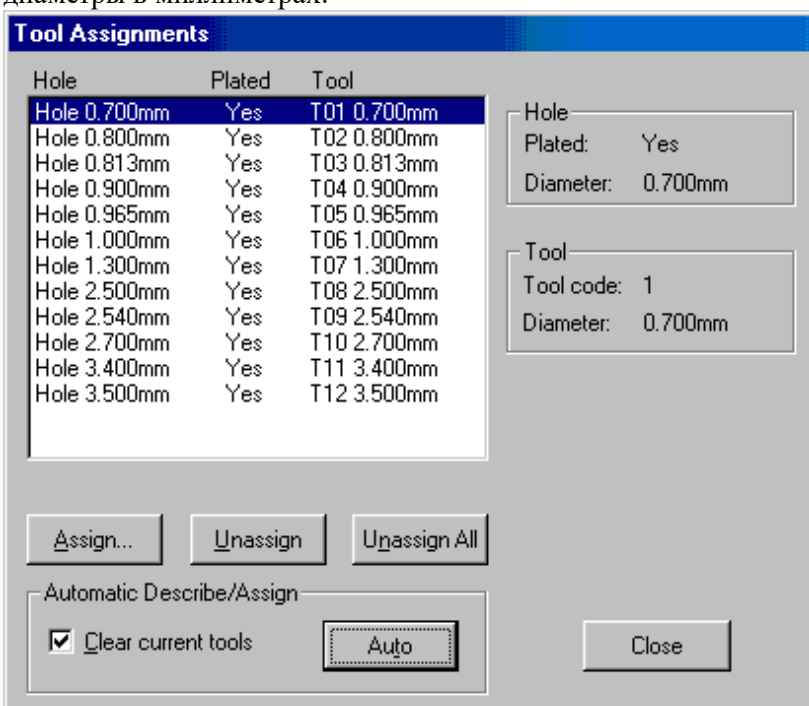 диаметры в миллиметрах.
Tool Assignments
Hole Plated Tool
Hole 0.700mm Yes T01 0.700mm
Hole 0.800mm Yes T02 0.800mm
Hole 0.813mm Yes T03 0.813mm
Hole 0.900mm Yes T04 0.900mm
Hole 0.965mm Yes T05 0.965mm
Hole 1.000mm Yes T06 1.000mm
Hole 1.300mm Yes T07 1.300mm
Hole 2.500mm Yes T08 2.500mm
Hole 2.540mm Yes T09 2.540mm
Hole 2.700mm Yes T10 2.700mm
Hole 3.400mm Yes T11 3.400mm
Hole 3.500mm Yes T12 3.500mm
Hole
Plated: Yes
Diameter: 0.700mm
Tool
Tool code: 1
Diameter: 0.700mm
Assign... Unassign Unassign All
Automatic Describe/Assign
Clear current tools Auto
Close